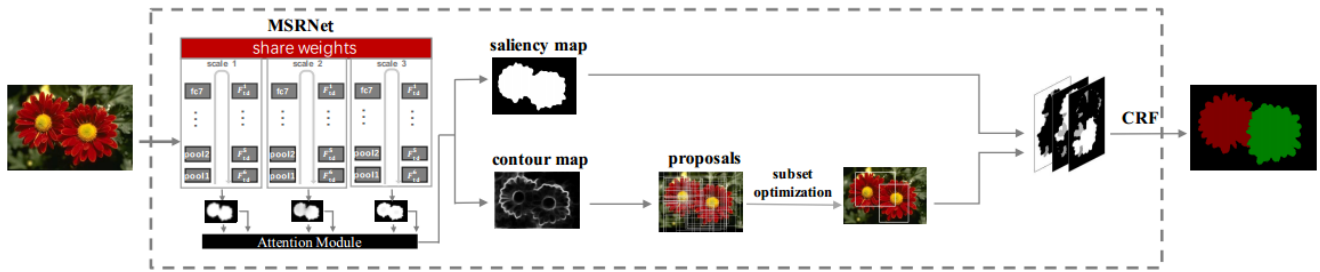 MSRNet
share weights
scale 1 scale 2 scale 3
fc7 fc7 fc7
pool2 pool2 pool2
pool1 pool1 pool1
Attention Module
saliency map
contour map
proposals
subset
optimization
CRF